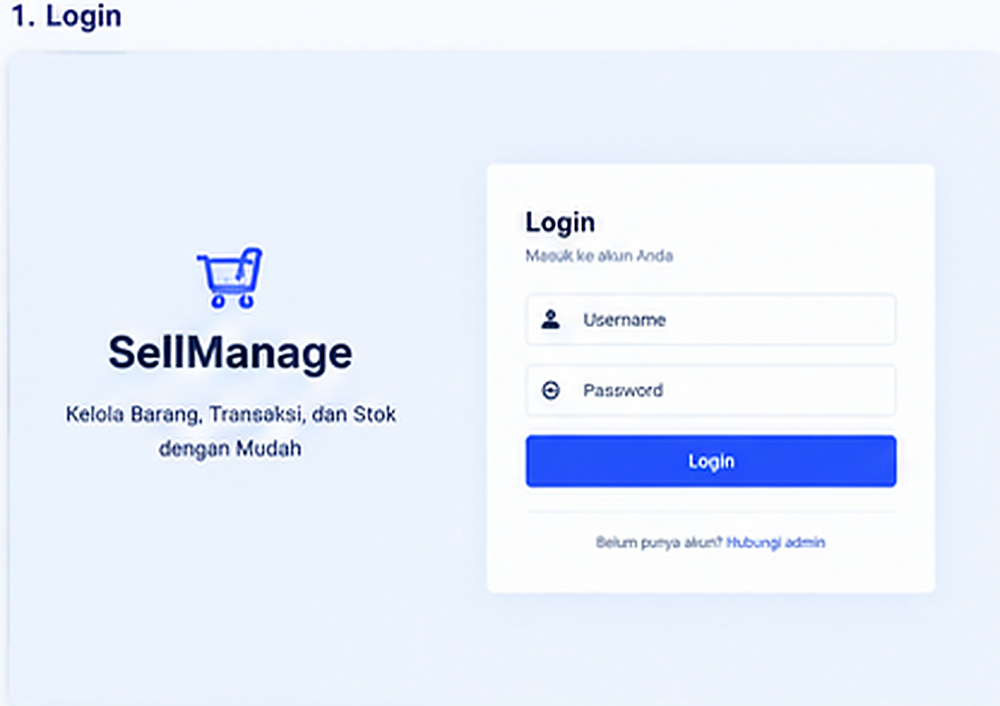 1. Login
SellManage
Kelola Barang, Transaksi, dan Stok
dengan Mudah
Login
Masuk ke akun Anda
Username
Password
Login
Belum punya akun? Hubungi admin